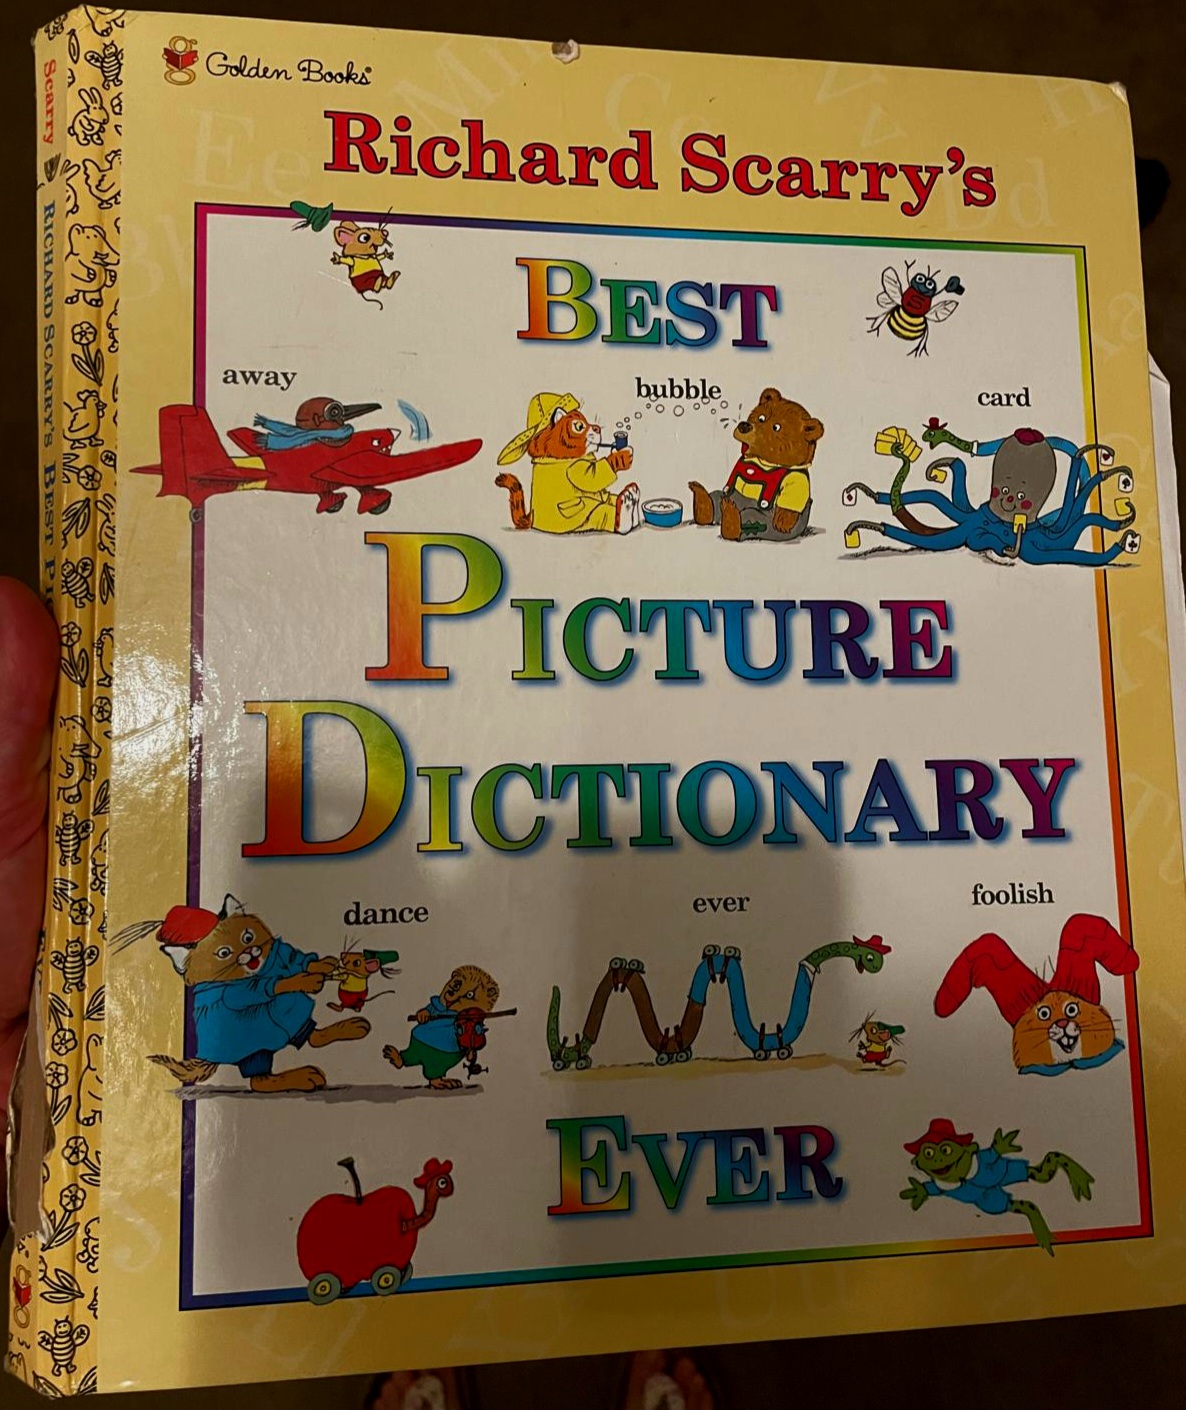 Golden Books®
Richard Scarry's
BEST
away
bubble
card
PICTURE
DICTIONARY
dance
ever
foolish
EVER
Scarry
RICHARD SCARRY'S BEST